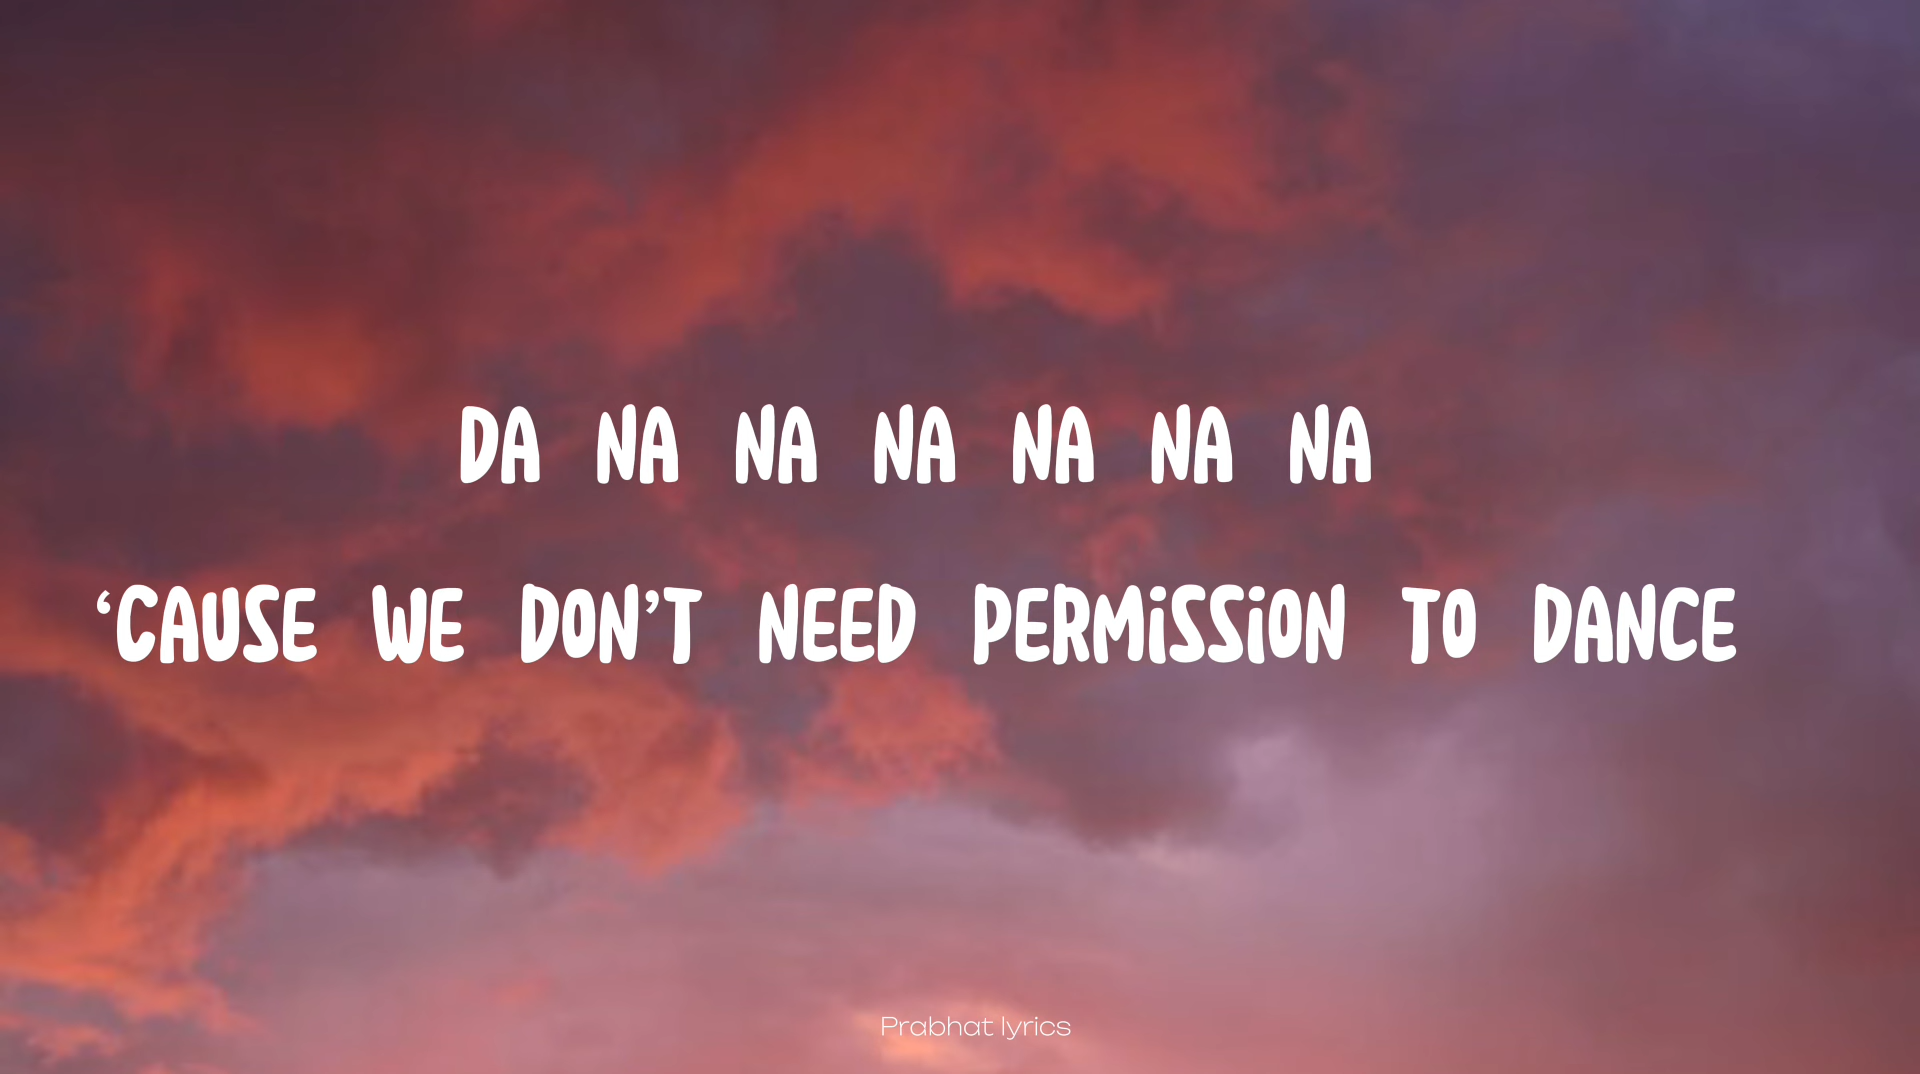 DA NA NA NA NA NA NA
‘CAUSE WE DON’T NEED PERMISSION TO DANCE
Prabhat lyrics